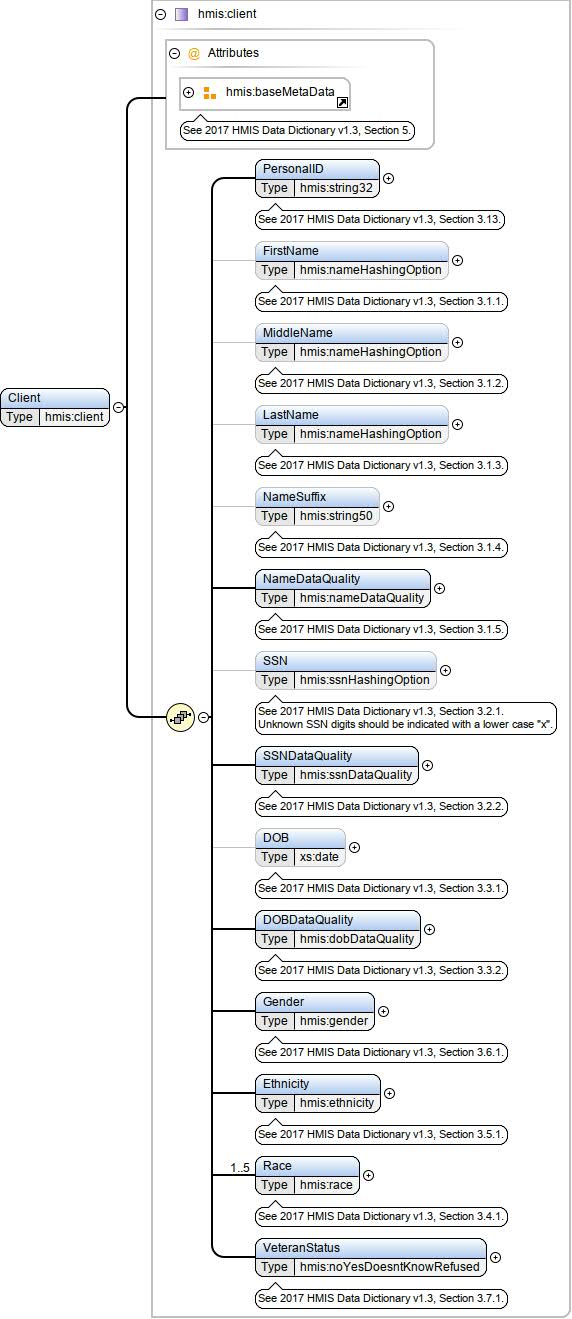 hmis:client
@ Attributes
hmis:baseMetaData
See 2017 HMIS Data Dictionary v1.3, Section 5.
PersonalID
Type hmis:string32
See 2017 HMIS Data Dictionary v1.3, Section 3.13.
FirstName
Type hmis:nameHashingOption
See 2017 HMIS Data Dictionary v1.3, Section 3.1.1.
MiddleName
Type hmis:nameHashingOption
See 2017 HMIS Data Dictionary v1.3, Section 3.1.2.
Client
Type hmis:client
LastName
Type hmis:nameHashingOption
See 2017 HMIS Data Dictionary v1.3, Section 3.1.3.
NameSuffix
Type hmis:string50
See 2017 HMIS Data Dictionary v1.3, Section 3.1.4.
NameDataQuality
Type hmis:nameDataQuality
See 2017 HMIS Data Dictionary v1.3, Section 3.1.5.
SSN
Type hmis:ssnHashingOption
See 2017 HMIS Data Dictionary v1.3, Section 3.2.1.
Unknown SSN digits should be indicated with a lower case "x".
SSNDataQuality
Type hmis:ssnDataQuality
See 2017 HMIS Data Dictionary v1.3, Section 3.2.2.
DOB
Type xs:date
See 2017 HMIS Data Dictionary v1.3, Section 3.3.1.
DOBDataQuality
Type hmis:dobDataQuality
See 2017 HMIS Data Dictionary v1.3, Section 3.3.2.
Gender
Type hmis:gender
See 2017 HMIS Data Dictionary v1.3, Section 3.6.1.
Ethnicity
Type hmis:ethnicity
See 2017 HMIS Data Dictionary v1.3, Section 3.5.1.
1..5 Race
Type hmis:race
See 2017 HMIS Data Dictionary v1.3, Section 3.4.1.
VeteranStatus
Type hmis:noYesDoesntKnowRefused
See 2017 HMIS Data Dictionary v1.3, Section 3.7.1.